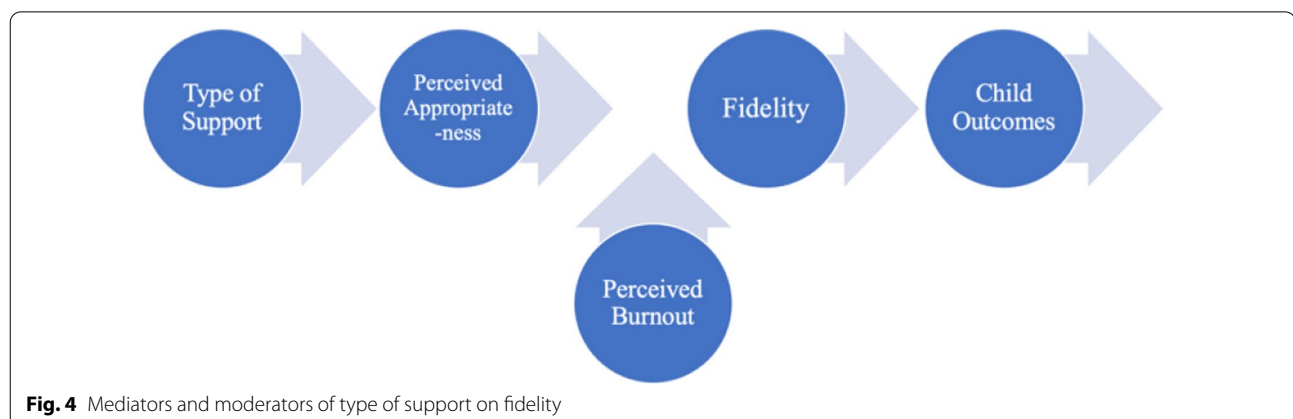 Type of
Support
Perceived
Appropriate
-ness
Fidelity
Child
Outcomes
Perceived
Burnout
Fig. 4 Mediators and moderators of type of support on fidelity